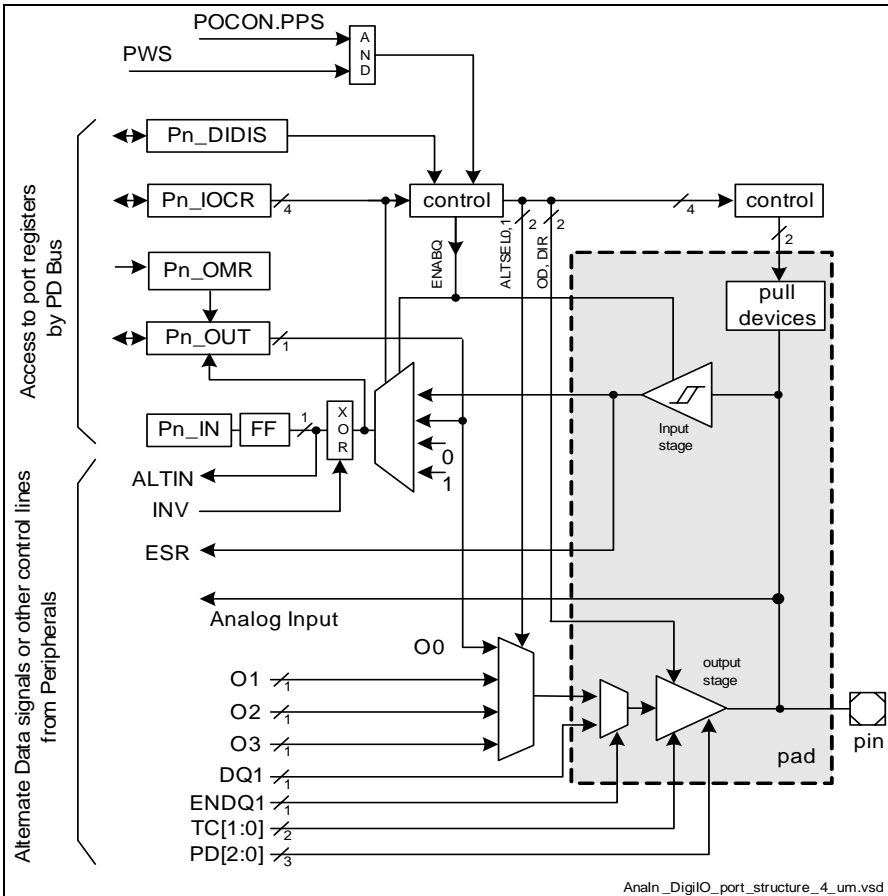 POCON.PPS
PWS
AND
Access to port registers
by PD Bus
Pn_DIDIS
Pn_IOCR
4
control
ENABQ
ALTSEL0,1
2
OD, DIR
2
4
control
2
Pn_OMR
Pn_OUT
1
pull
devices
Input
stage
Pn_IN
FF
1
XOR
0
1
Alternate Data signals or other control lines
from Peripherals
ALTIN
INV
ESR
Analog Input
O0
O1
1
O2
1
O3
1
DQ1
1
ENDQ1
1
TC[1:0]
2
PD[2:0]
3
output
stage
pad
pin
AnaIn_DigiIO_port_structure_4_um.vsd